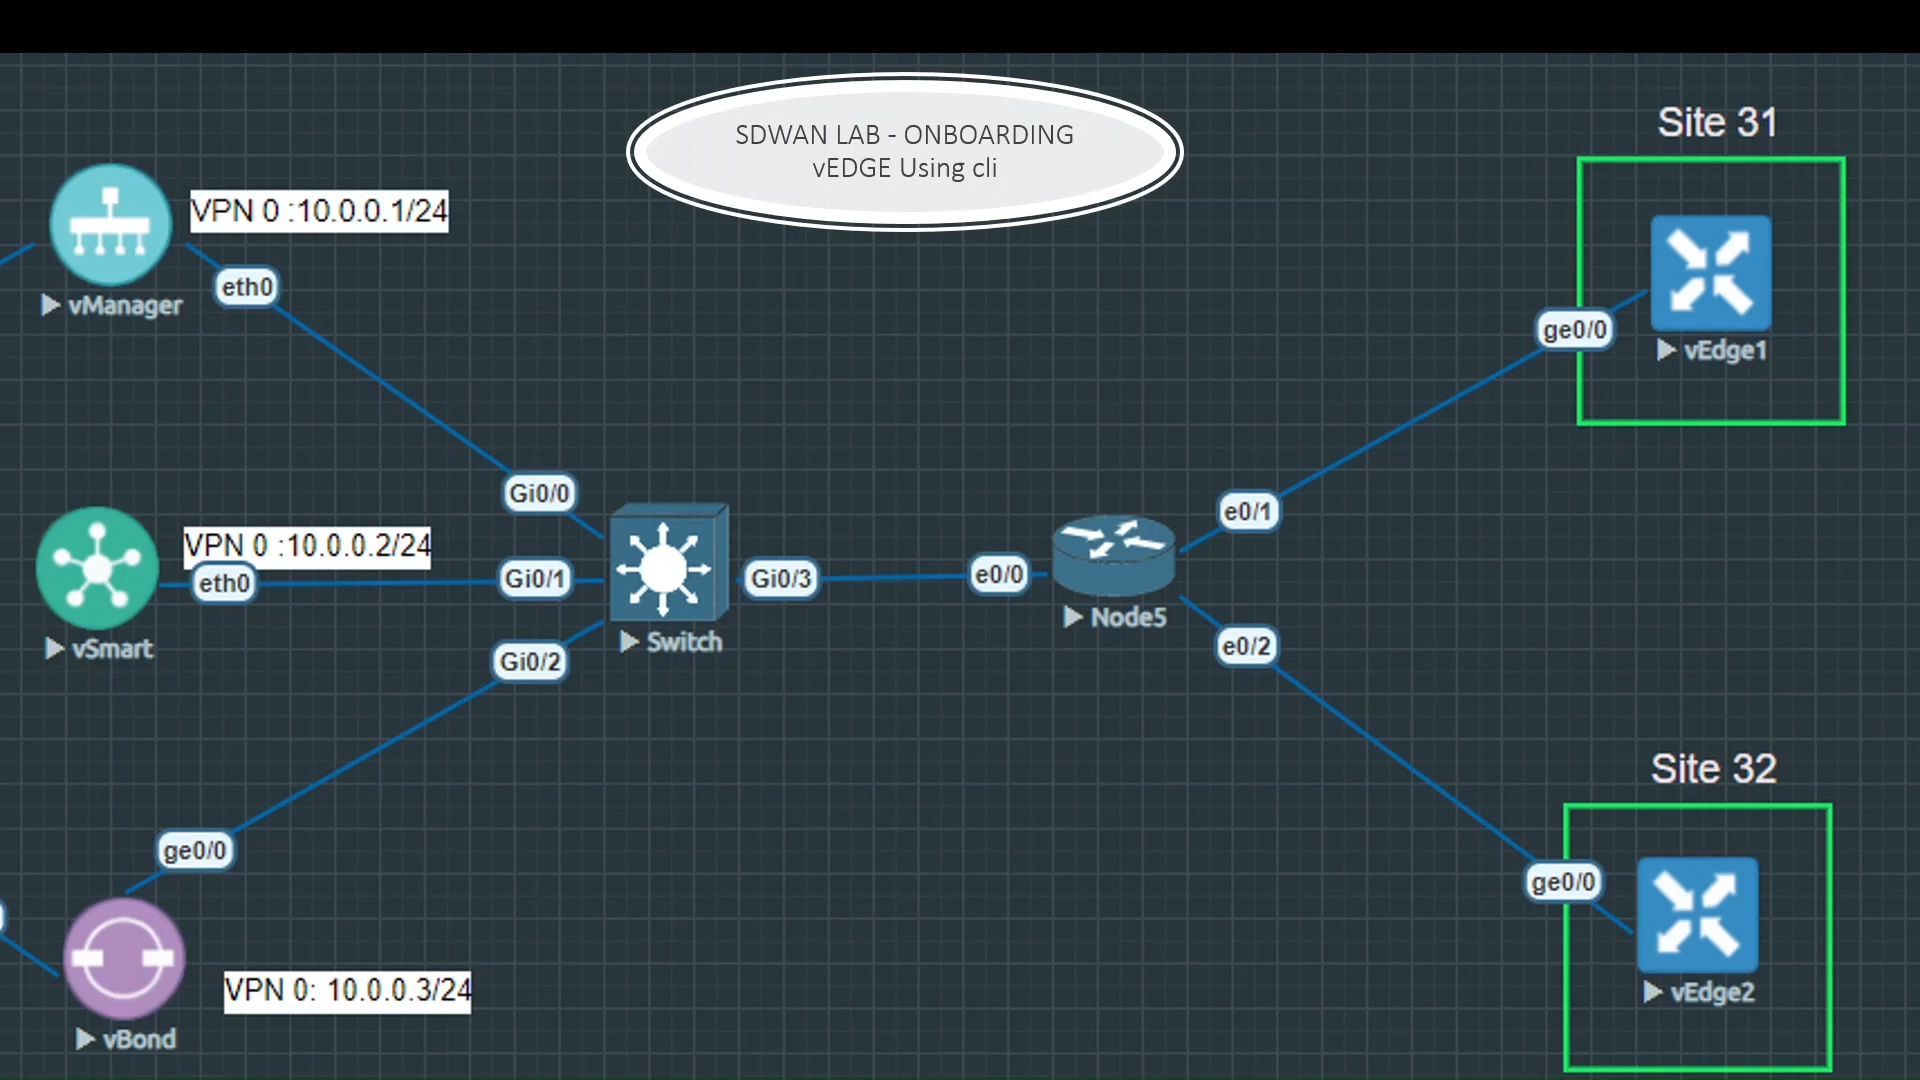 SDWAN LAB - ONBOARDING
vEDGE Using cli
Site 31
VPN 0 :10.0.0.1/24
eth0
vManager
ge0/0
vEdge1
Gi0/0
e0/1
VPN 0 :10.0.0.2/24
eth0
Gi0/1
Gi0/3
e0/0
vSmart
Switch
Node5
Gi0/2
e0/2
Site 32
ge0/0
ge0/0
VPN 0: 10.0.0.3/24
vEdge2
vBond